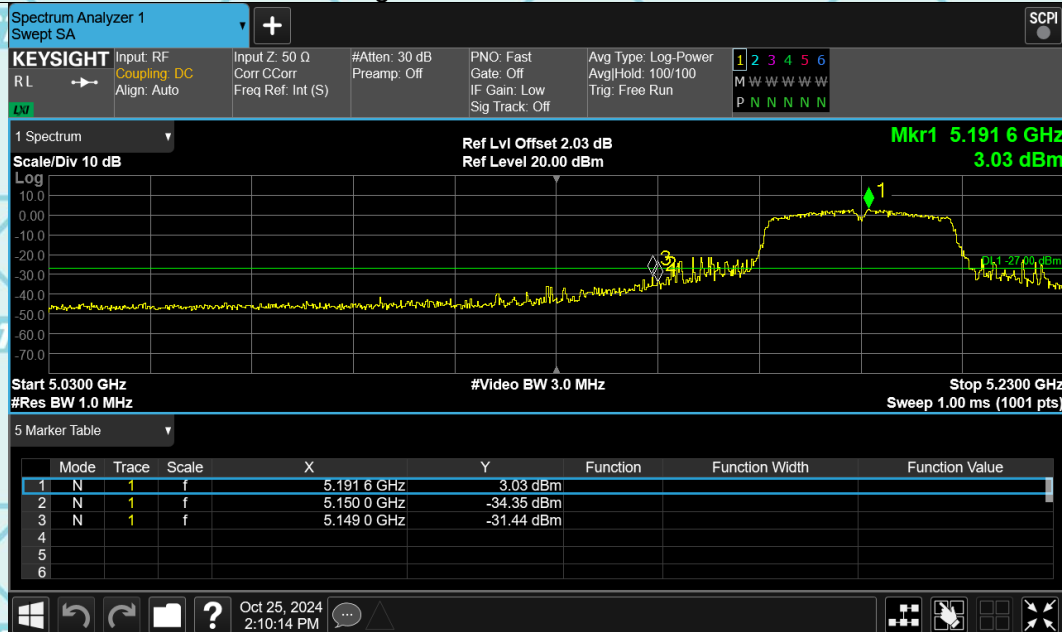 Spectrum Analyzer 1
Swept SA
+
SCPI
KEYSIGHT Input: RF Input Z: 50 Ω #Atten: 30 dB PNO: Fast Avg Type: Log-Power 1 2 3 4 5 6
RL Coupling: DC Corr CCorr Preamp: Off Gate: Off Avg|Hold: 100/100 M W W W W W
Align: Auto Freq Ref: Int (S) IF Gain: Low Trig: Free Run
LXI Sig Track: Off P N N N N N
1 Spectrum
Ref Lvl Offset 2.03 dB Mkr1 5.191 6 GHz
Scale/Div 10 dB Ref Level 20.00 dBm 3.03 dBm
Log
10.0
0.00
-10.0
-20.0
-30.0
-40.0
-50.0
-60.0
-70.0
1
3
2
DL1 -27.00 dBm
Start 5.0300 GHz #Video BW 3.0 MHz Stop 5.2300 GHz
#Res BW 1.0 MHz Sweep 1.00 ms (1001 pts)
5 Marker Table
Mode Trace Scale X Y Function Function Width Function Value
1 N 1 f 5.191 6 GHz 3.03 dBm
2 N 1 f 5.150 0 GHz -34.35 dBm
3 N 1 f 5.149 0 GHz -31.44 dBm
4
5
6
? Oct 25, 2024
2:10:14 PM